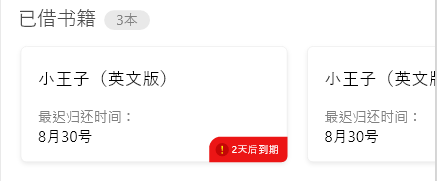 已借书籍 3本
小王子（英文版）
最迟归还时间：
8月30号
! 2天后到期
小王子（英文
最迟归还时间：
8月30号